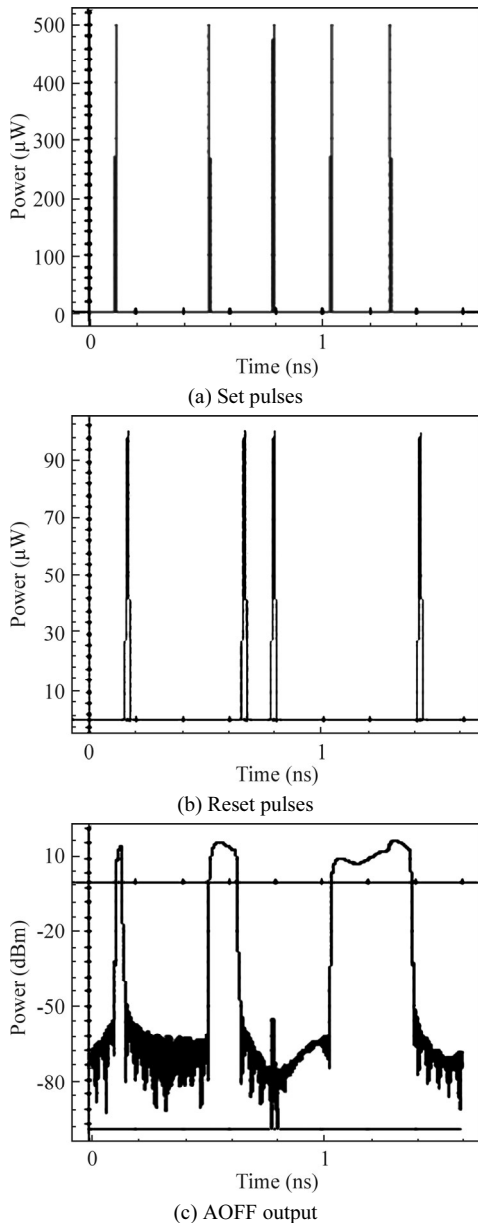 500
400
300
200
100
0
Power (μW)
0 1
Time (ns)
(a) Set pulses
90
70
50
30
10
Power (μW)
0 1
Time (ns)
(b) Reset pulses
10
-20
-50
-80
Power (dBm)
0 1
Time (ns)
(c) AOFF output